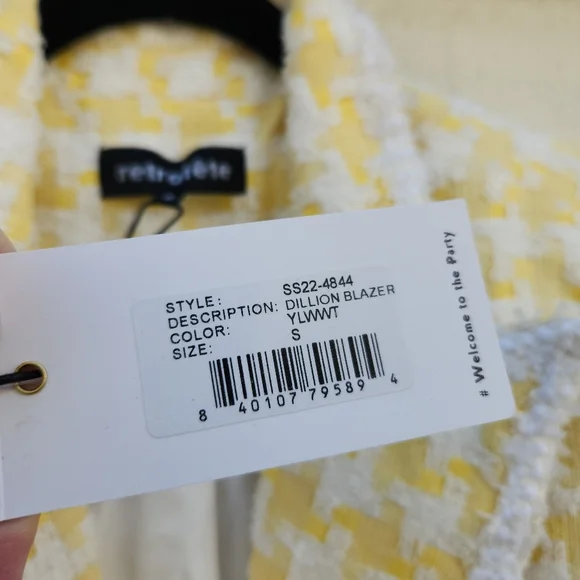 retrofête
STYLE: SS22-4844
DESCRIPTION: DILLION BLAZER
COLOR: YLWWT
SIZE: S
8 40107 79589 4
# Welcome to the Party